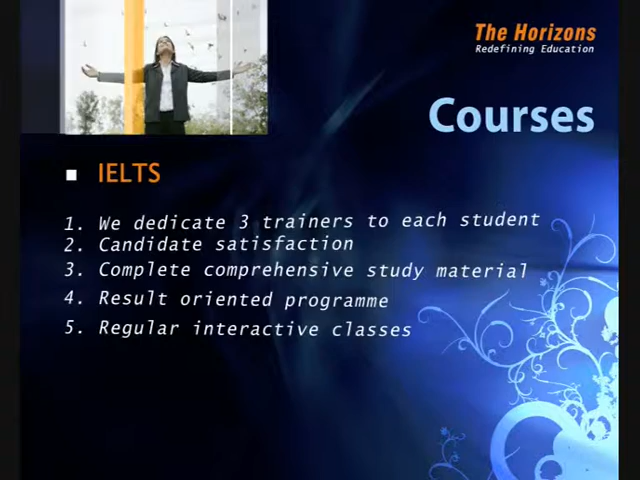 The Horizons
Redefining Education
Courses
IELTS
1. We dedicate 3 trainers to each student
2. Candidate satisfaction
3. Complete comprehensive study material
4. Result oriented programme
5. Regular interactive classes